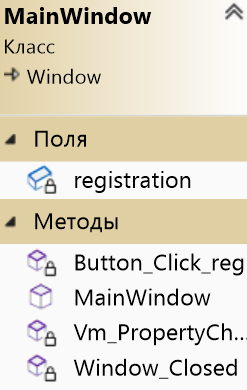 MainWindow
Класс
Window
Поля
registration
Методы
Button_Click_reg
MainWindow
Vm_PropertyCh...
Window_Closed